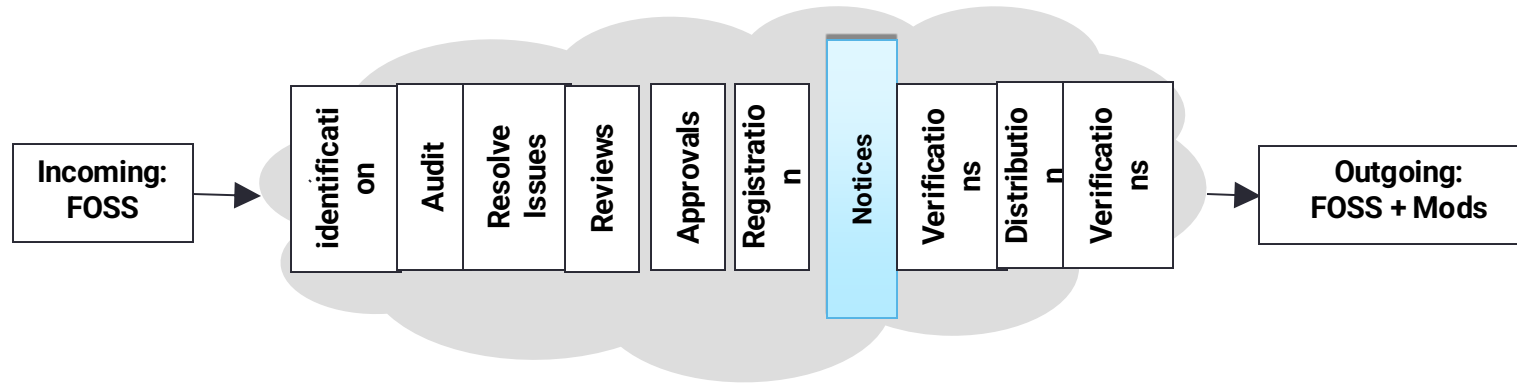 Incoming:
FOSS
identificati
on
Audit
Resolve
Issues
Reviews
Approvals
Registratio
n
Notices
Verificatio
ns
Distributio
n
Verificatio
ns
Outgoing:
FOSS + Mods